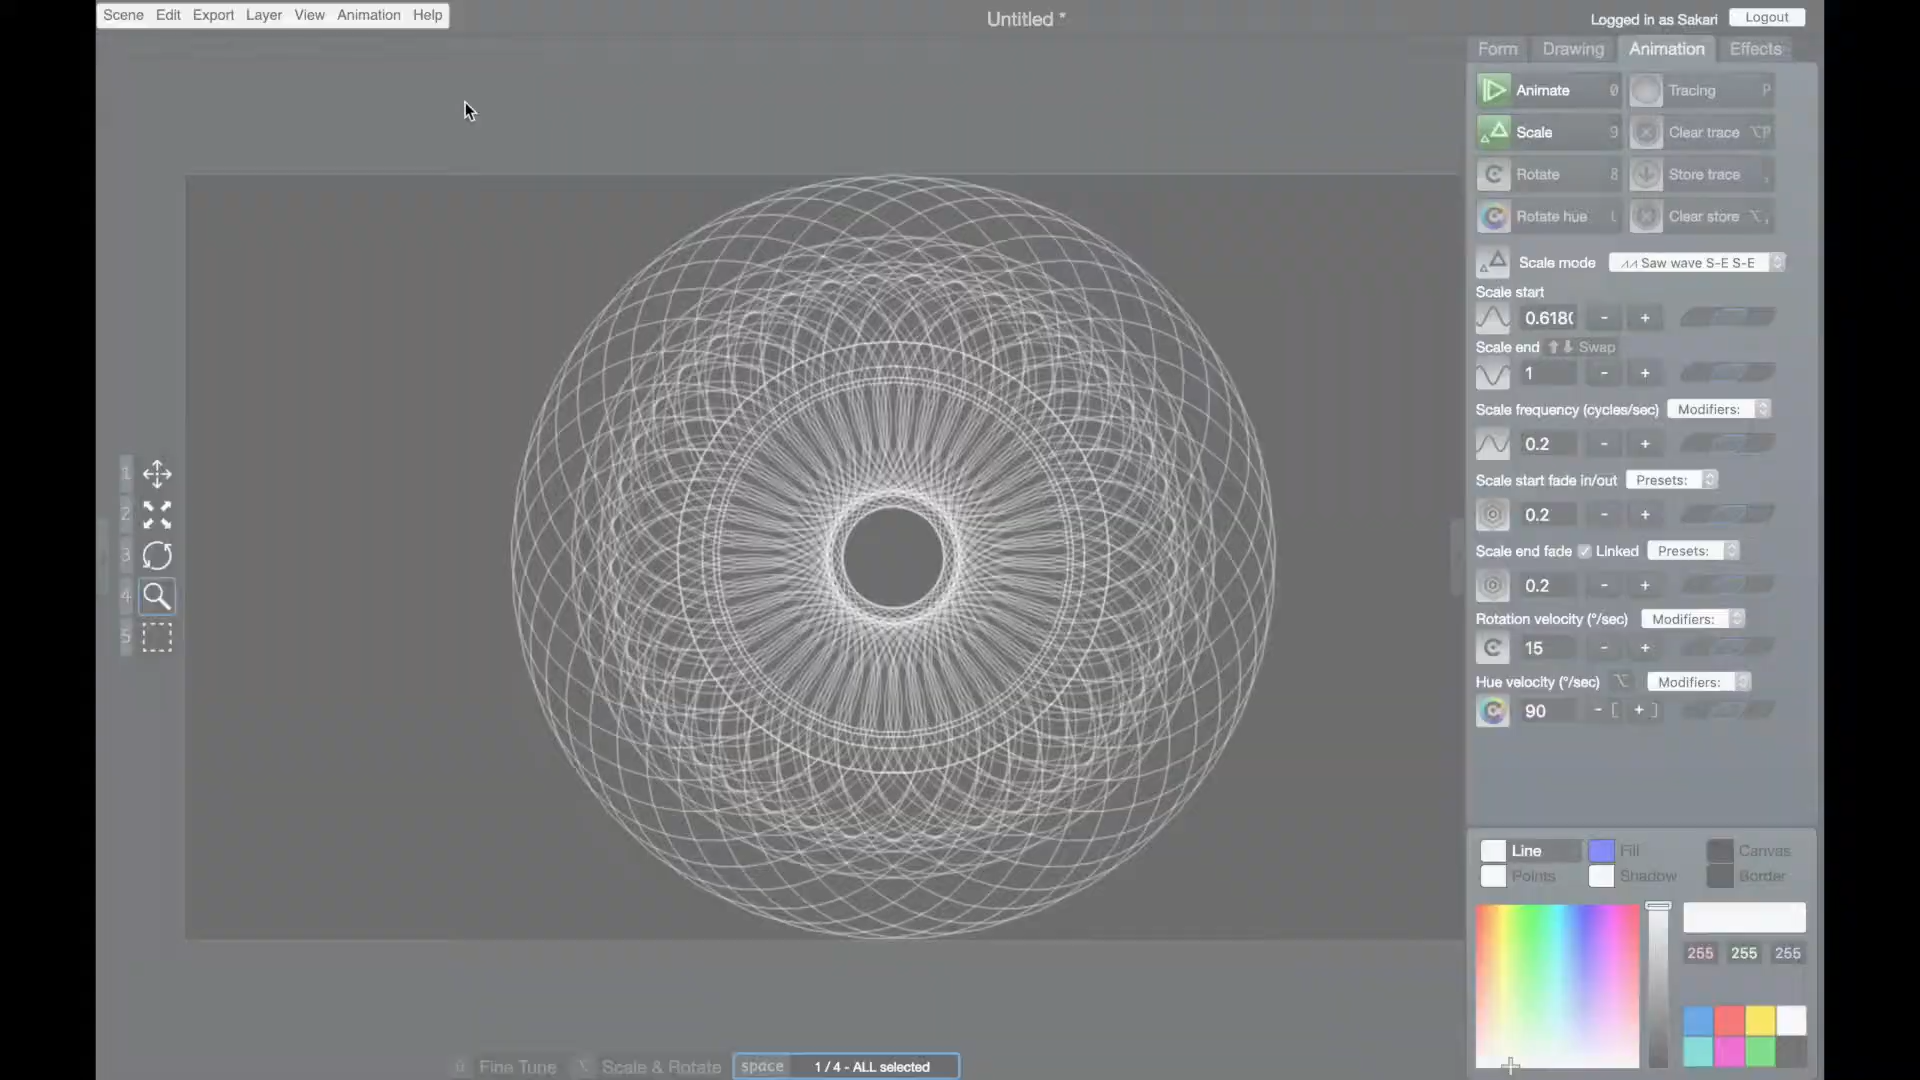 Scene Edit Export Layer View Animation Help
Untitled *
Logged in as Sakari Logout
Form Drawing Animation Effects
Animate 0 Tracing P
Scale 9 Clear trace ⌥P
Rotate 8 Store trace ,
Rotate hue L Clear store ⌥,
Scale mode Saw wave S-E S-E
Scale start
0.618 - +
Scale end Swap
1 - +
Scale frequency (cycles/sec) Modifiers:
0.2 - +
Scale start fade in/out Presets:
0.2 - +
Scale end fade Linked Presets:
0.2 - +
Rotation velocity (°/sec) Modifiers:
15 - +
Hue velocity (°/sec) ⌥ Modifiers:
90 - [ + ]
1
2
3
4
5
Line Fill Canvas
Points Shadow Border
255 255 255
Fine Tune ⌥ Scale & Rotate space 1 / 4 - ALL selected